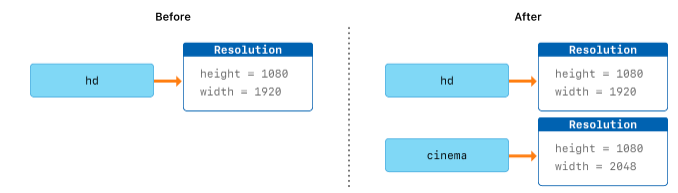 Before
hd
Resolution
height = 1080
width = 1920
After
hd
Resolution
height = 1080
width = 1920
cinema
Resolution
height = 1080
width = 2048